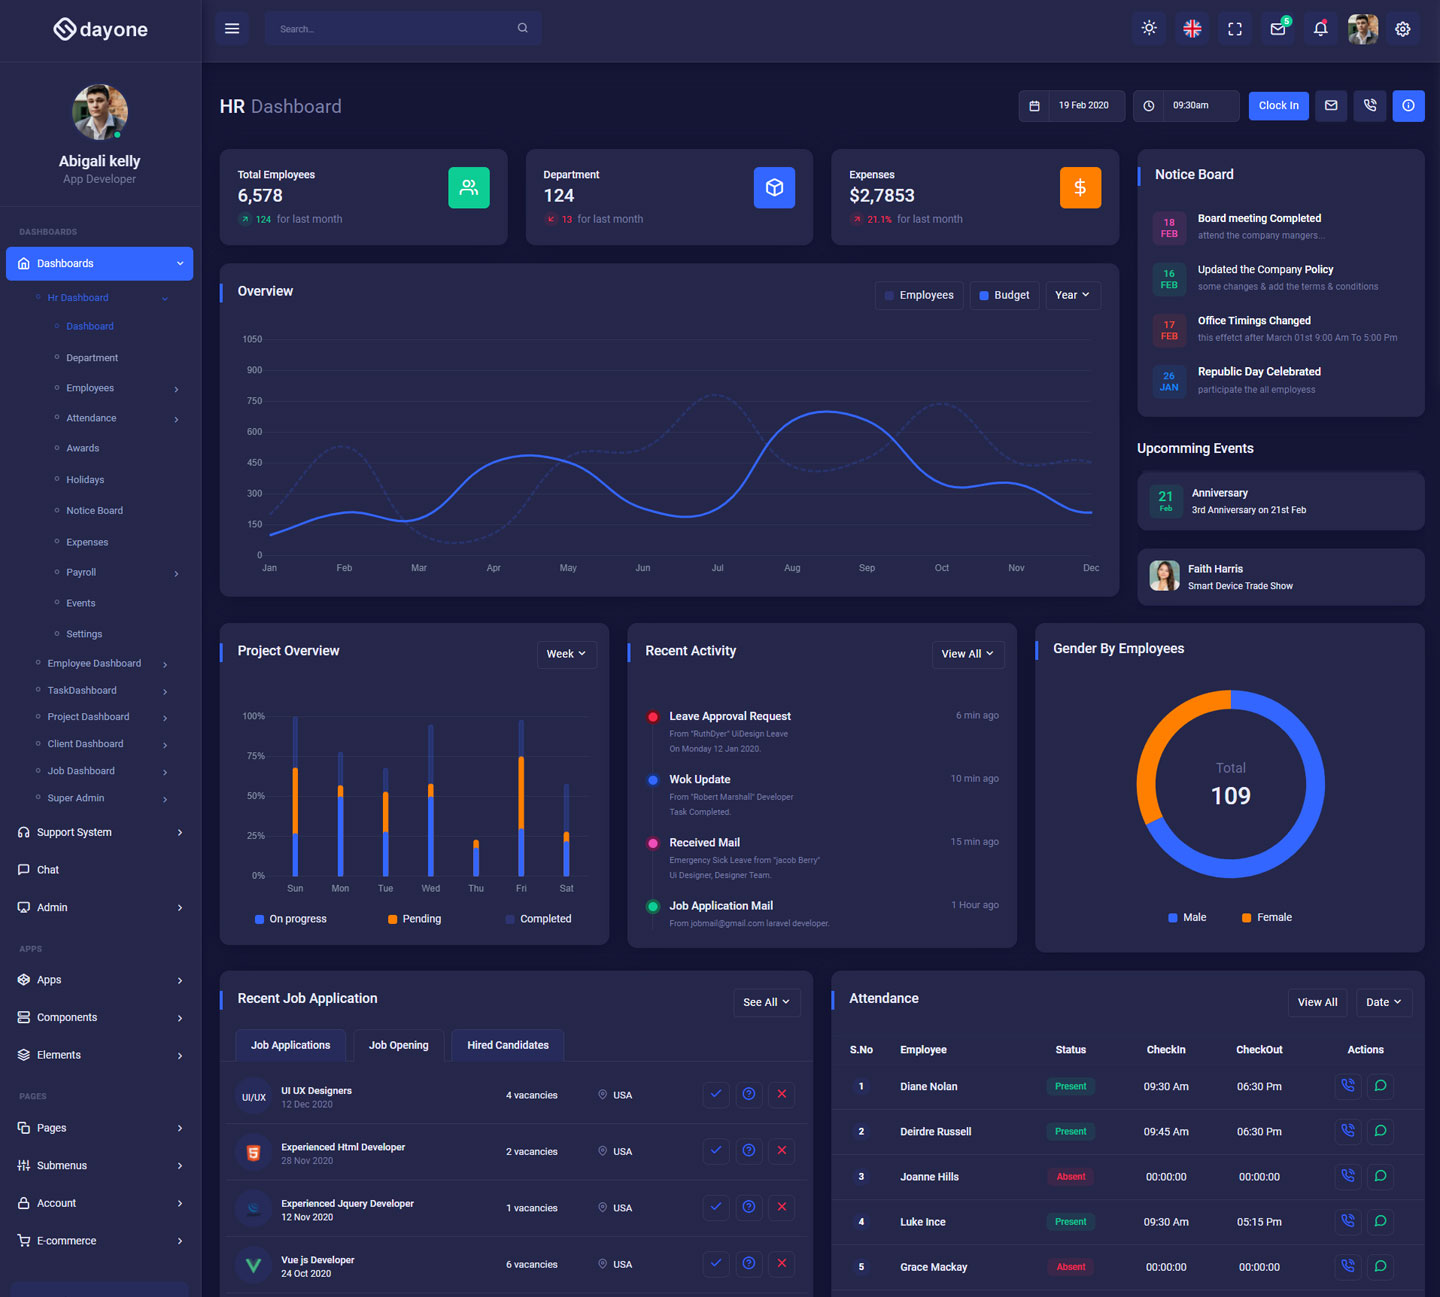 dayone
Search...
5
Abigali kelly
App Developer
DASHBOARDS
Dashboards
Hr Dashboard
Dashboard
Department
Employees
Attendance
Awards
Holidays
Notice Board
Expenses
Payroll
Events
Settings
Employee Dashboard
TaskDashboard
Project Dashboard
Client Dashboard
Job Dashboard
Super Admin
Support System
Chat
Admin
APPS
Apps
Components
Elements
PAGES
Pages
Submenus
Account
E-commerce
HR Dashboard
19 Feb 2020
09:30am
Clock In
Total Employees
6,578
124 for last month
Department
124
13 for last month
Expenses
$2,7853
21.1% for last month
Notice Board
18 FEB
Board meeting Completed
attend the company mangers...
16 FEB
Updated the Company Policy
some changes & add the terms & conditions
17 FEB
Office Timings Changed
this effetct after March 01st 9:00 Am To 5:00 Pm
26 JAN
Republic Day Celebrated
participate the all employess
Overview
Employees Budget Year
1050
900
750
600
450
300
150
0
Jan Feb Mar Apr May Jun Jul Aug Sep Oct Nov Dec
Upcomming Events
21 Feb
Anniversary
3rd Anniversary on 21st Feb
Faith Harris
Smart Device Trade Show
Project Overview
Week
100%
75%
50%
25%
0%
Sun Mon Tue Wed Thu Fri Sat
On progress Pending Completed
Recent Activity
View All
Leave Approval Request 6 min ago
From "RuthDyer" UiDesign Leave
On Monday 12 Jan 2020.
Wok Update 10 min ago
From "Robert Marshall" Developer
Task Completed.
Received Mail 15 min ago
Emergency Sick Leave from "jacob Berry"
Ui Designer, Designer Team.
Job Application Mail 1 Hour ago
From jobmail@gmail.com laravel developer.
Gender By Employees
Total
109
Male Female
Recent Job Application
See All
Job Applications Job Opening Hired Candidates
UI/UX
UI UX Designers
12 Dec 2020
4 vacancies USA
5
Experienced Html Developer
28 Nov 2020
2 vacancies USA
Experienced Jquery Developer
12 Nov 2020
1 vacancies USA
Vue js Developer
24 Oct 2020
6 vacancies USA
Attendance
View All Date
S.No Employee Status CheckIn CheckOut Actions
1 Diane Nolan Present 09:30 Am 06:30 Pm
2 Deirdre Russell Present 09:45 Am 06:30 Pm
3 Joanne Hills Absent 00:00:00 00:00:00
4 Luke Ince Present 09:30 Am 05:15 Pm
5 Grace Mackay Absent 00:00:00 00:00:00